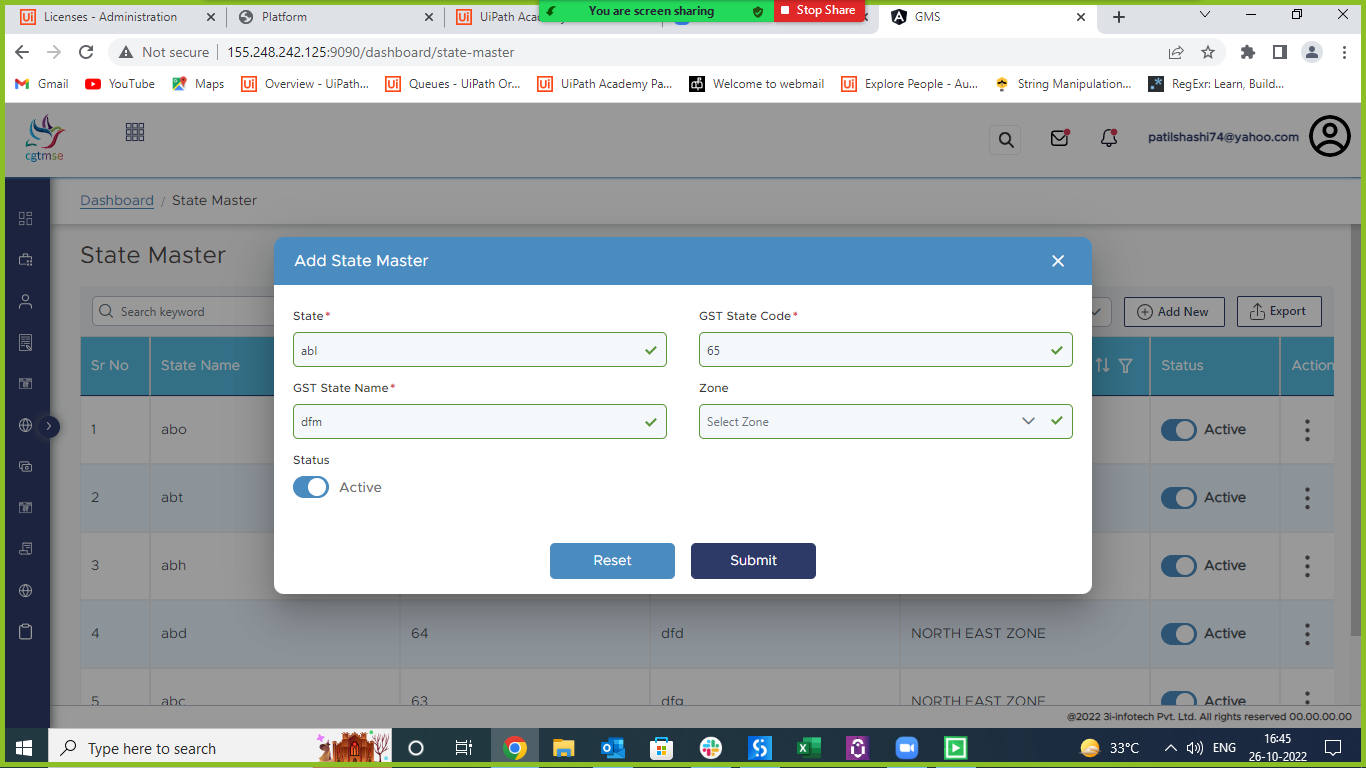 Licenses - Administration
Platform
UiPath Aca
You are screen sharing
Stop Share
GMS
Not secure
155.248.242.125:9090/dashboard/state-master
Gmail
YouTube
Maps
Overview - UiPath...
Queues - UiPath Or...
UiPath Academy Pa...
Welcome to webmail
Explore People - Au...
String Manipulation...
RegExr: Learn, Build...
cgtmse
patilshashi74@yahoo.com
Dashboard / State Master
State Master
Add State Master
Search keyword
Add New
Export
State*
abl
GST State Code*
65
GST State Name*
dfm
Zone
Select Zone
Status
Active
Reset
Submit
Sr No
State Name
Status
Action
1
abo
Active
2
abt
Active
3
abh
Active
4
abd
64
dfd
NORTH EAST ZONE
Active
5
abc
63
dfg
NORTH EAST ZONE
Active
@2022 3i-infotech Pvt. Ltd. All rights reserved 00.00.00.00
Type here to search
33°C
ENG
16:45
26-10-2022